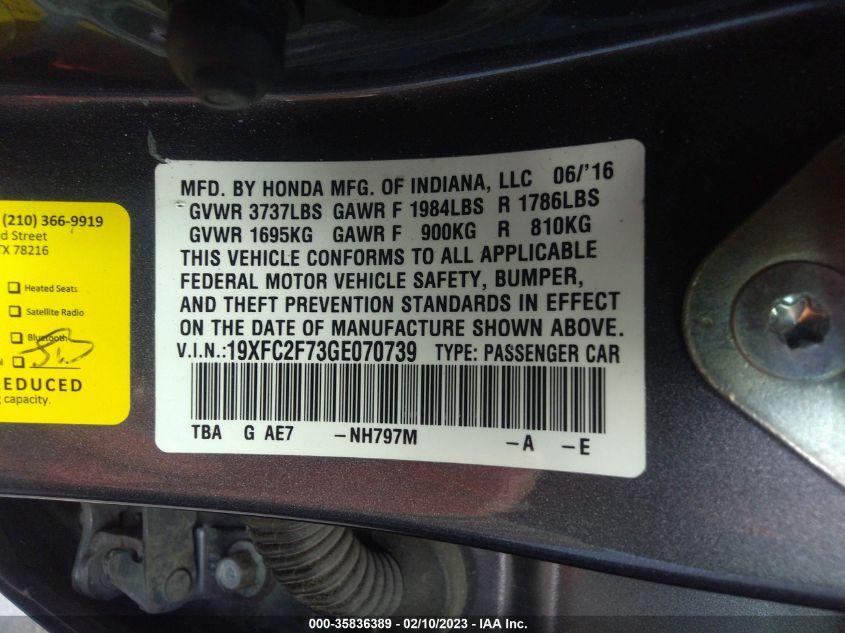 MFD. BY HONDA MFG. OF INDIANA, LLC 06/'16
GVWR 3737LBS GAWR F 1984LBS R 1786LBS
GVWR 1695KG GAWR F 900KG R 810KG
THIS VEHICLE CONFORMS TO ALL APPLICABLE
FEDERAL MOTOR VEHICLE SAFETY, BUMPER,
AND THEFT PREVENTION STANDARDS IN EFFECT
ON THE DATE OF MANUFACTURE SHOWN ABOVE.
V.I.N.:19XFC2F73GE070739 TYPE: PASSENGER CAR
TBA G AE7 -NH797M -A -E
(210) 366-9919
Street
TX 78216
Heated Seats
Satellite Radio
Bluetooth
REDUCED
capacity.
000-35836389 - 02/10/2023 - IAA Inc.